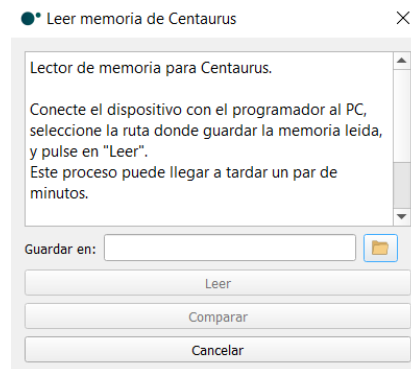 Leer memoria de Centaurus
Lector de memoria para Centaurus.
Conecte el dispositivo con el programador al PC,
seleccione la ruta donde guardar la memoria leida,
y pulse en "Leer".
Este proceso puede llegar a tardar un par de
minutos.
Guardar en:
Leer
Comparar
Cancelar